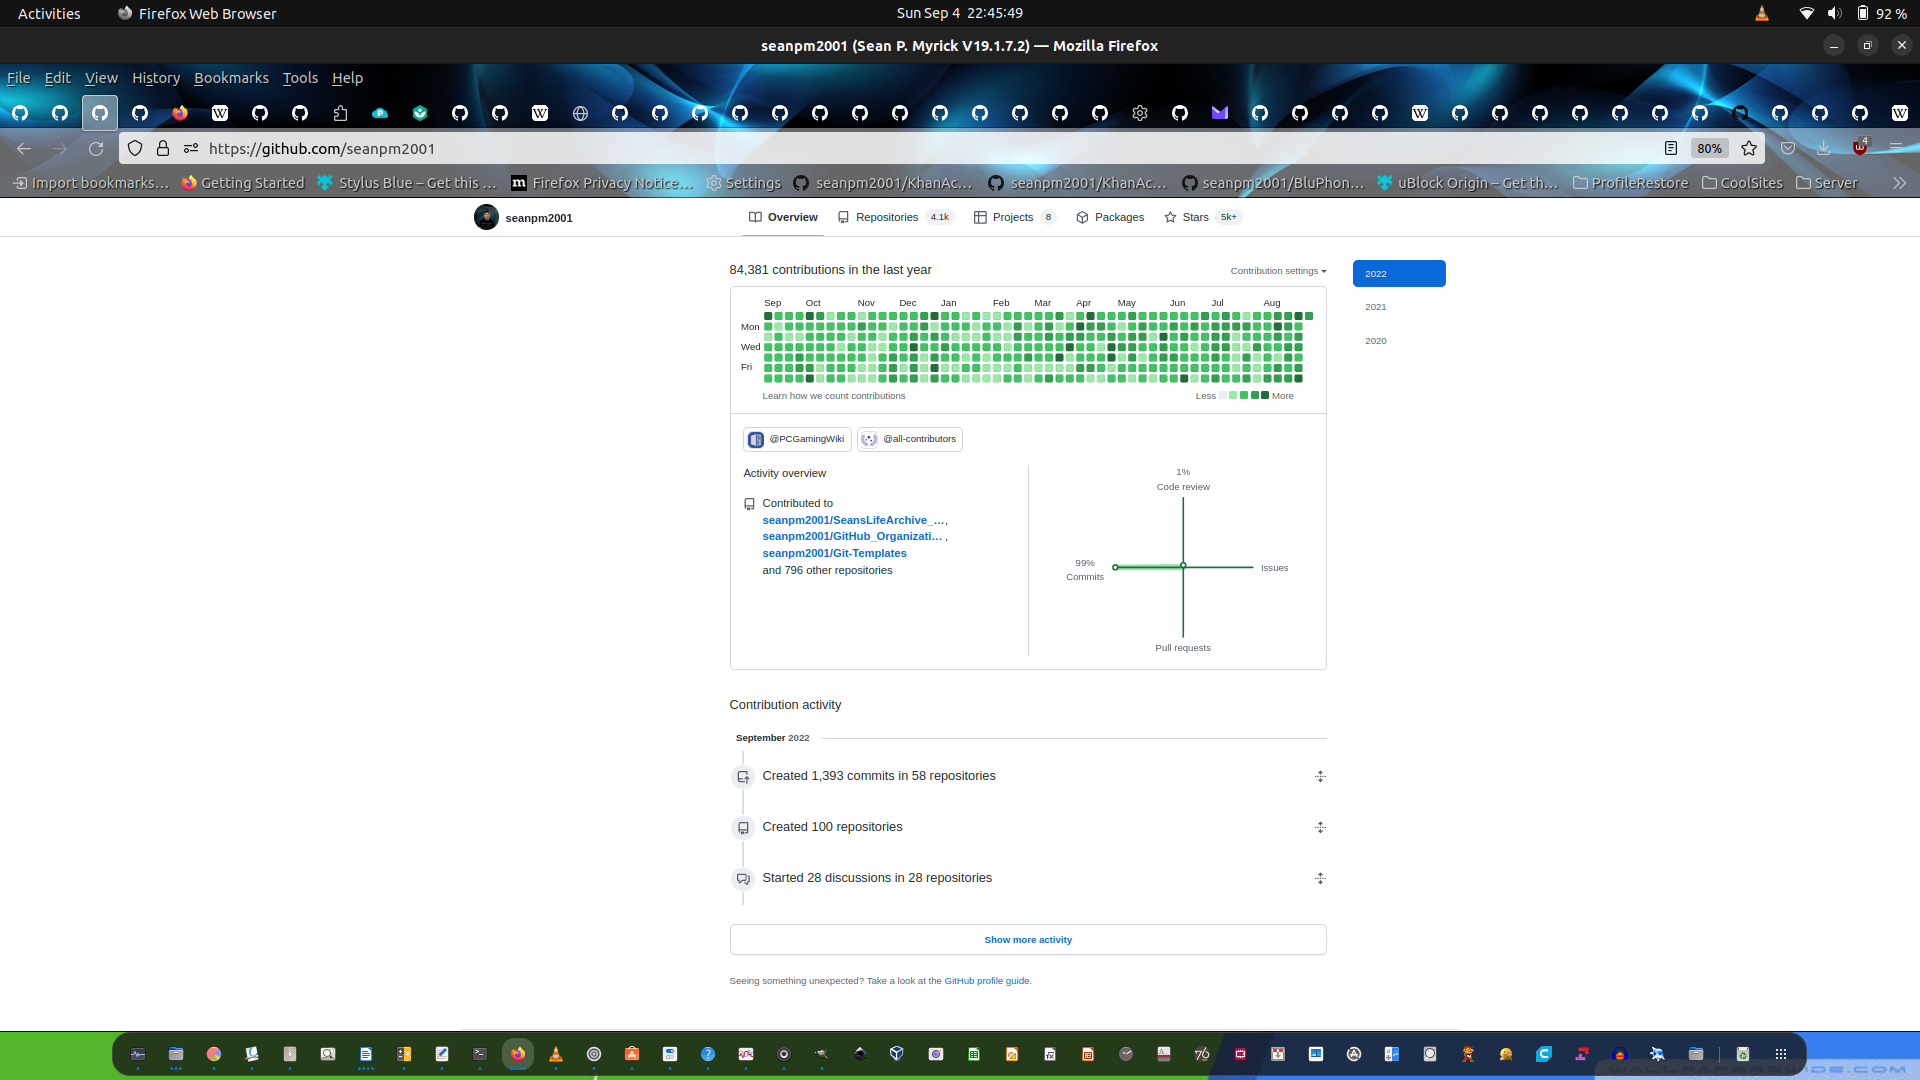 Activities Firefox Web Browser Sun Sep 4 22:45:49 92 %
seanpm2001 (Sean P. Myrick V19.1.7.2) — Mozilla Firefox
File Edit View History Bookmarks Tools Help
https://github.com/seanpm2001 80% 4
Import bookmarks… Getting Started Stylus Blue – Get this … Firefox Privacy Notice… Settings seanpm2001/KhanAc… seanpm2001/KhanAc… seanpm2001/BluPhon… uBlock Origin – Get th… ProfileRestore CoolSites Server
seanpm2001 Overview Repositories 4.1k Projects 8 Packages Stars 5k+
84,381 contributions in the last year Contribution settings 2022
2021
2020
Sep Oct Nov Dec Jan Feb Mar Apr May Jun Jul Aug
Mon
Wed
Fri
Learn how we count contributions Less More
@PCGamingWiki @all-contributors
Activity overview
Contributed to
seanpm2001/SeansLifeArchive_…,
seanpm2001/GitHub_Organizati… ,
seanpm2001/Git-Templates
and 796 other repositories
1%
Code review
99%
Commits
Issues
Pull requests
Contribution activity
September 2022
Created 1,393 commits in 58 repositories
Created 100 repositories
Started 28 discussions in 28 repositories
Show more activity
Seeing something unexpected? Take a look at the GitHub profile guide.
76